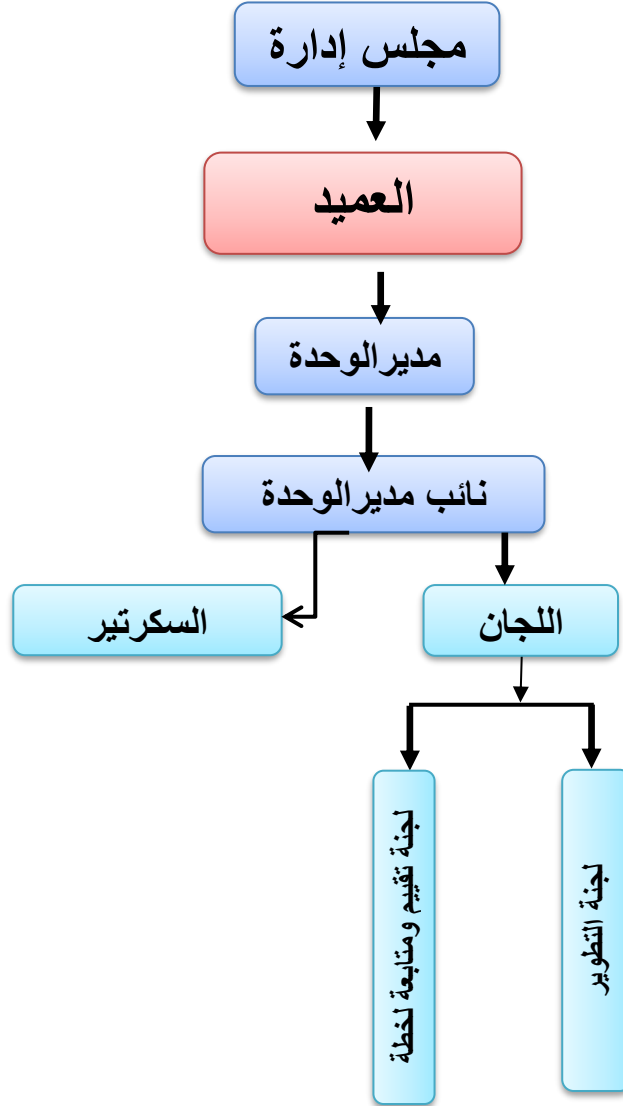 مجلس إدارة
العميد
مديرالوحدة
نائب مديرالوحدة
اللجان
السكرتير
لجنة التطوير
لجنة تقييم ومتابعة لخطة